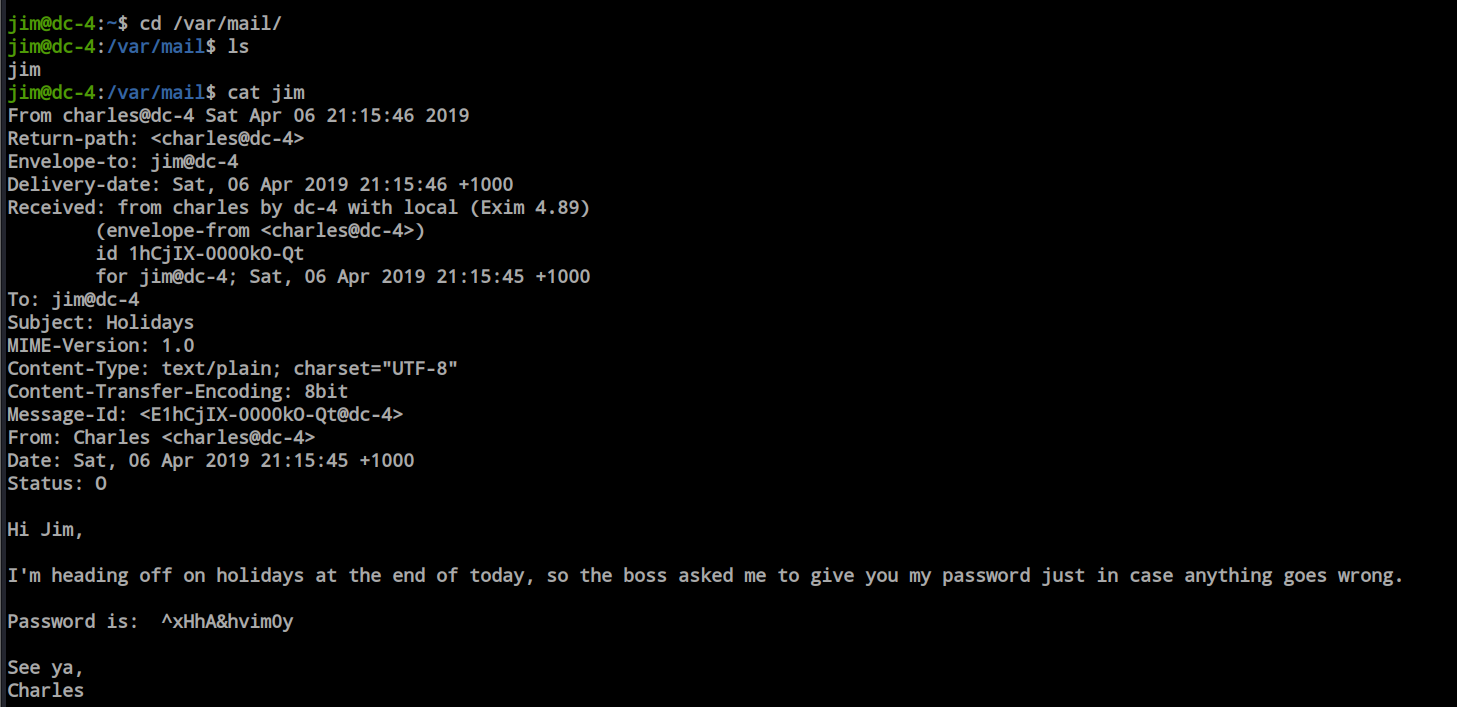 jim@dc-4:~$ cd /var/mail/
jim@dc-4:/var/mail$ ls
jim
jim@dc-4:/var/mail$ cat jim
From charles@dc-4 Sat Apr 06 21:15:46 2019
Return-path: <charles@dc-4>
Envelope-to: jim@dc-4
Delivery-date: Sat, 06 Apr 2019 21:15:46 +1000
Received: from charles by dc-4 with local (Exim 4.89)
        (envelope-from <charles@dc-4>)
        id 1hCjIX-0000kO-Qt
        for jim@dc-4; Sat, 06 Apr 2019 21:15:45 +1000
To: jim@dc-4
Subject: Holidays
MIME-Version: 1.0
Content-Type: text/plain; charset="UTF-8"
Content-Transfer-Encoding: 8bit
Message-Id: <E1hCjIX-0000kO-Qt@dc-4>
From: Charles <charles@dc-4>
Date: Sat, 06 Apr 2019 21:15:45 +1000
Status: O

Hi Jim,

I'm heading off on holidays at the end of today, so the boss asked me to give you my password just in case anything goes wrong.

Password is:  ^xHhA&hvim0y

See ya,
Charles